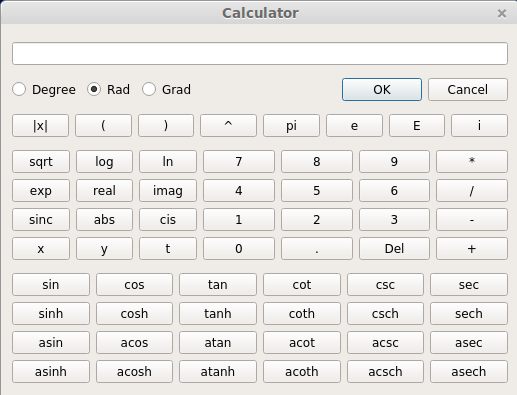 Calculator ×
Degree Rad Grad OK Cancel
|x| ( ) ^ pi e E i
sqrt log ln 7 8 9 *
exp real imag 4 5 6 /
sinc abs cis 1 2 3 -
x y t 0 . Del +
sin cos tan cot csc sec
sinh cosh tanh coth csch sech
asin acos atan acot acsc asec
asinh acosh atanh acoth acsch asech